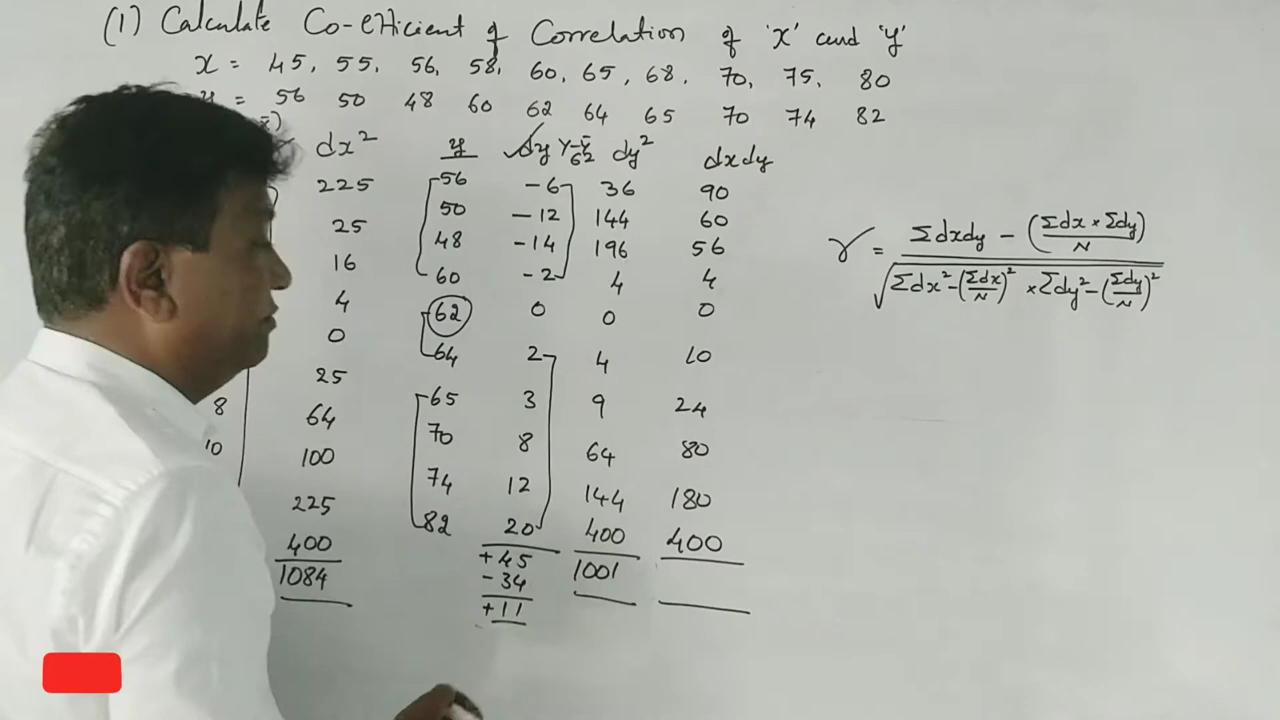 (1) Calculate Co-efficient of Correlation of 'x' and 'y'
x = 45, 55, 56, 58, 60, 65, 68, 70, 75, 80
y = 56 50 48 60 62 64 65 70 74 82
dx² y dy Y-ȳ 62 dy² dxdy
225 56 -6 36 90
25 50 -12 144 60
16 48 -14 196 56
4 60 -2 4 4
0 62 0 0 0
25 64 2 4 10
8 64 65 3 9 24
10 100 70 8 64 80
225 74 12 144 180
400 82 20 400 400
1084 +45 1001
-34
+11
r = Σdxdy - (Σdx × Σdy / N)
√Σdx² - (Σdx / N)² × Σdy² - (Σdy / N)²